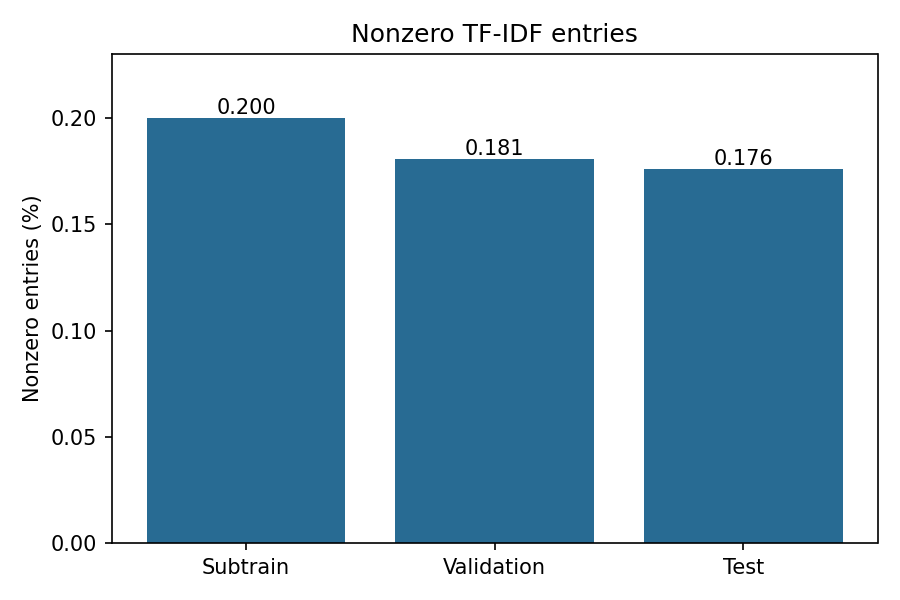 Nonzero TF-IDF entries
Nonzero entries (%)
0.20
0.15
0.10
0.05
0.00
0.200
0.181
0.176
Subtrain
Validation
Test